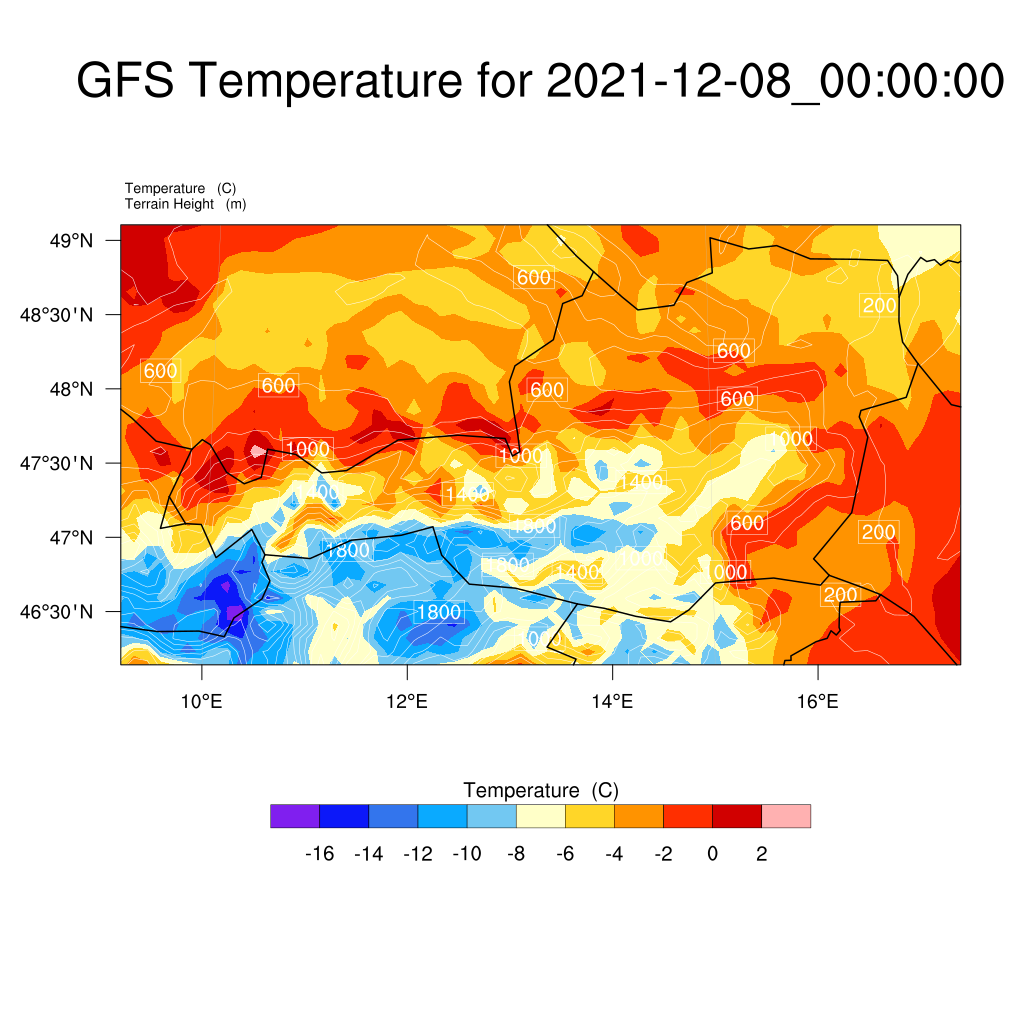 GFS Temperature for 2021-12-08_00:00:00
Temperature (C)
Terrain Height (m)
49°N
48°30'N
48°N
47°30'N
47°N
46°30'N
600
200
600
600
600
600
600
1000
1000
1000
1400
1400
1800
600
200
1800
1400
200
1800
10°E
12°E
14°E
16°E
Temperature (C)
-16 -14 -12 -10 -8 -6 -4 -2 0 2